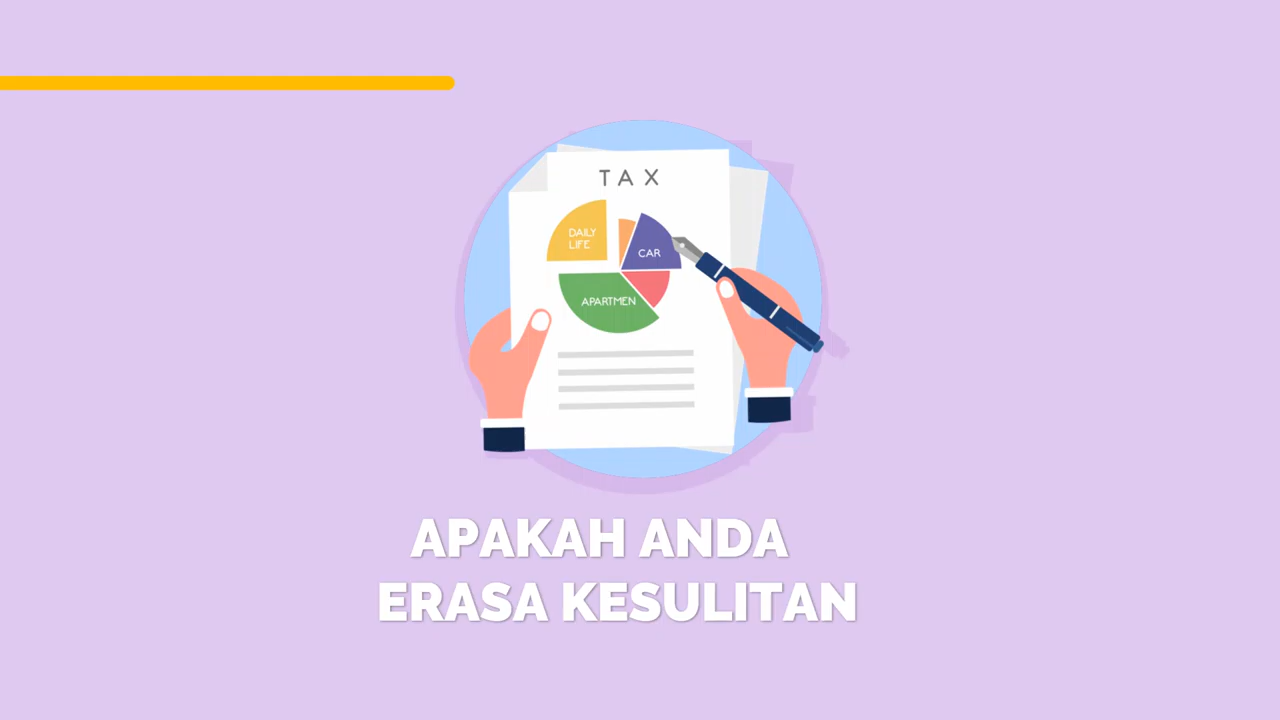 TAX
DAILY
LIFE
CAR
APARTMEN
APAKAH ANDA
ERASA KESULITAN